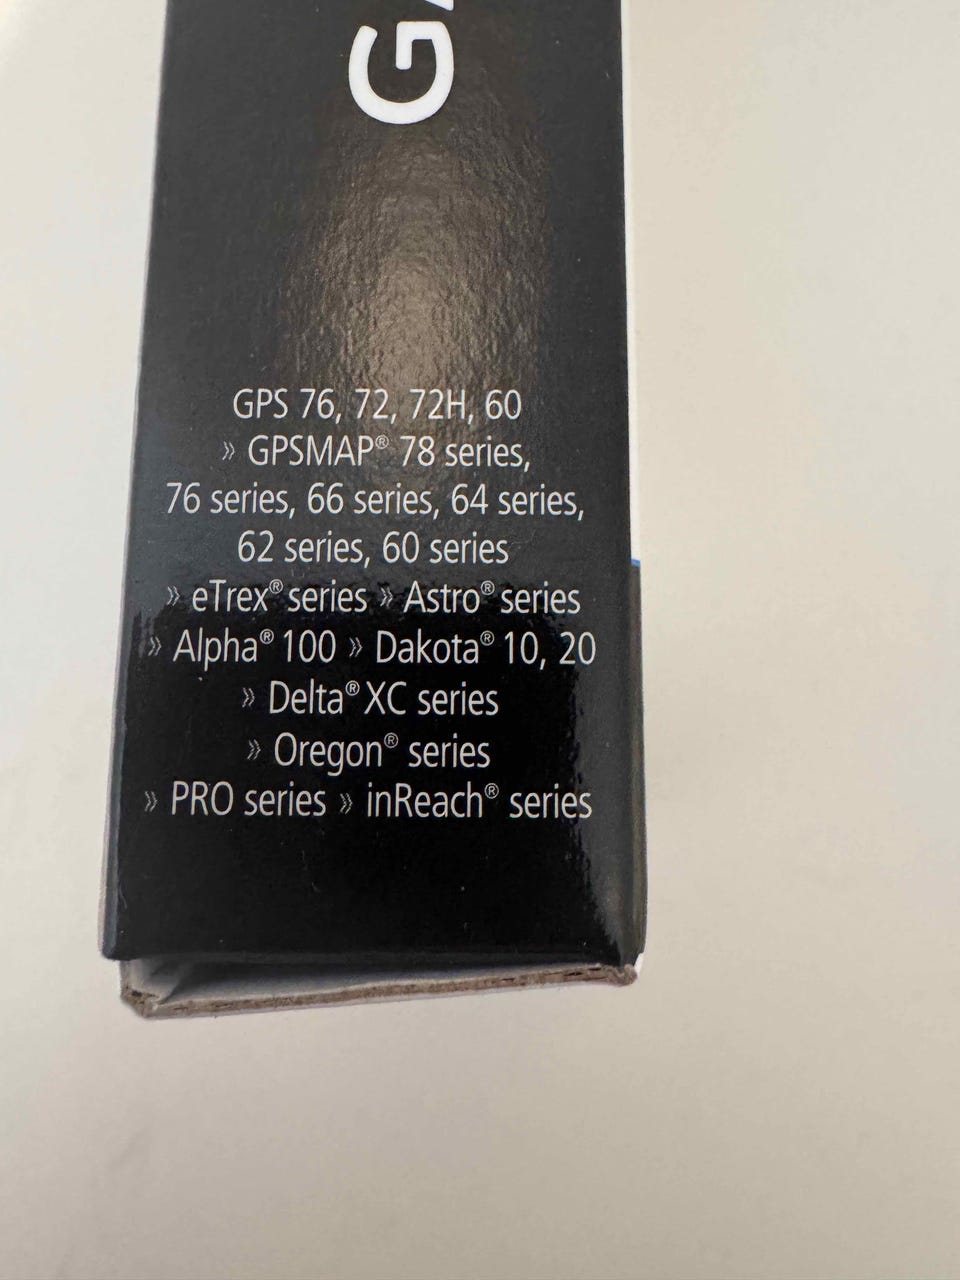 G
GPS 76, 72, 72H, 60
» GPSMAP® 78 series,
76 series, 66 series, 64 series,
62 series, 60 series
» eTrex® series » Astro® series
» Alpha® 100 » Dakota® 10, 20
» Delta® XC series
» Oregon® series
» PRO series » inReach® series